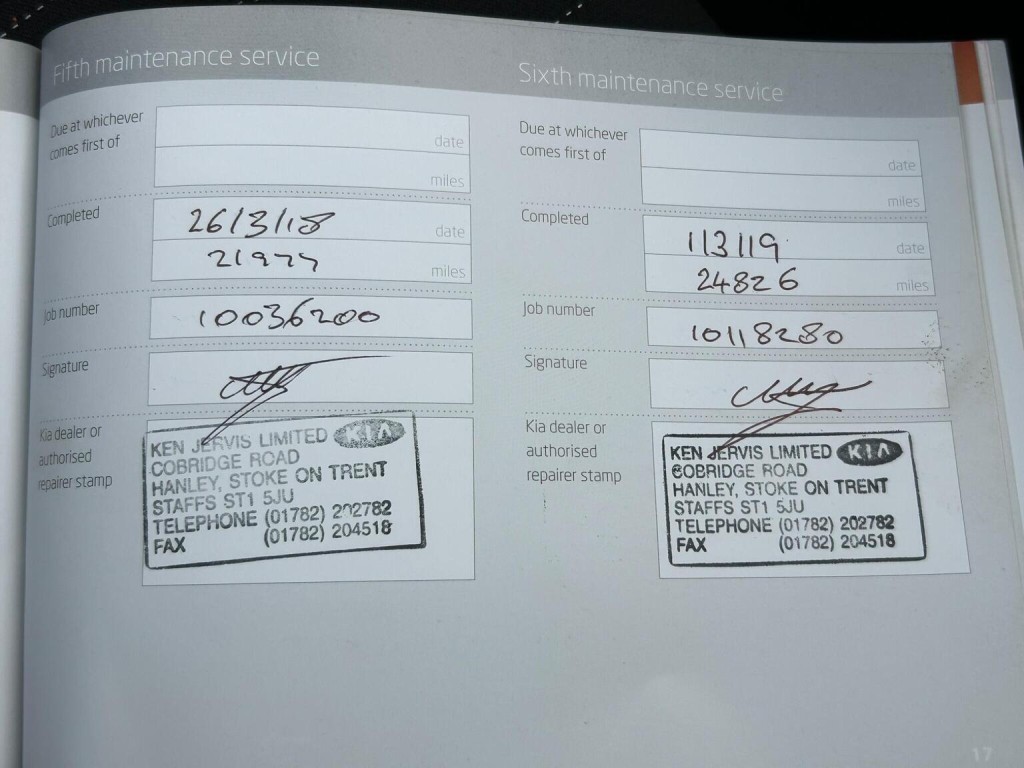 Fifth maintenance service
Due at whichever
comes first of
date
miles
Completed
26/3/18
date
21977
miles
Job number
10036200
Signature
Kia dealer or
authorised
repairer stamp
KEN JERVIS LIMITED KIA
COBRIDGE ROAD
HANLEY, STOKE ON TRENT
STAFFS ST1 5JU
TELEPHONE (01782) 202782
FAX (01782) 204518
Sixth maintenance service
Due at whichever
comes first of
date
miles
Completed
1/3/19
date
24826
miles
Job number
10118280
Signature
Kia dealer or
authorised
repairer stamp
KEN JERVIS LIMITED KIA
COBRIDGE ROAD
HANLEY, STOKE ON TRENT
STAFFS ST1 5JU
TELEPHONE (01782) 202782
FAX (01782) 204518
17